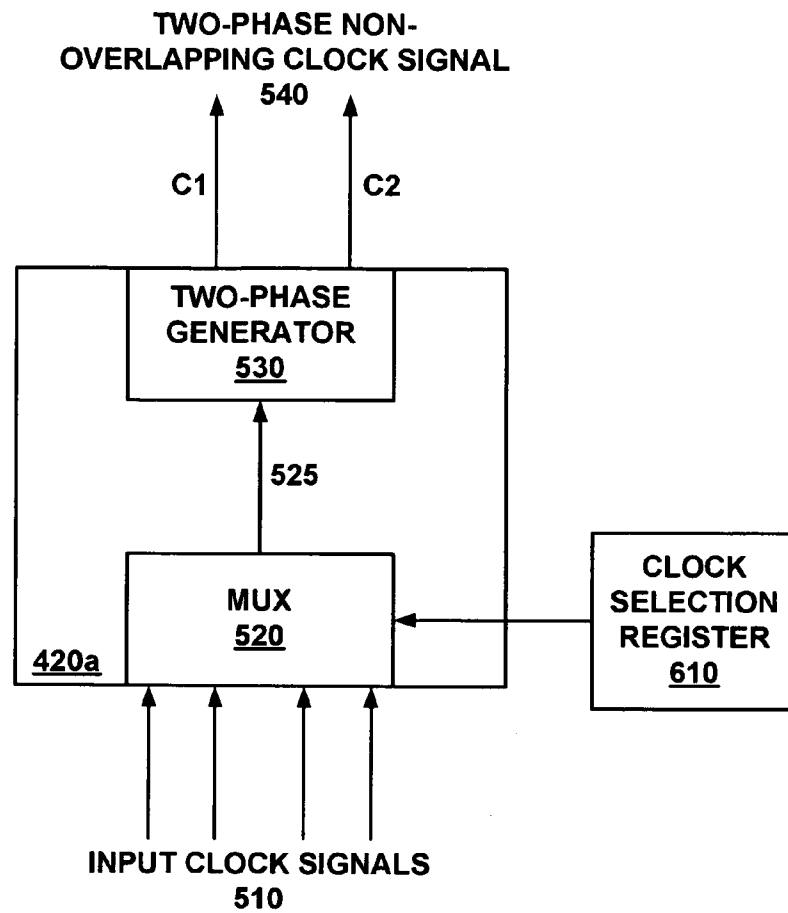 TWO-PHASE NON-
OVERLAPPING CLOCK SIGNAL
540
C1
C2
TWO-PHASE
GENERATOR
530
525
MUX
520
420a
CLOCK
SELECTION
REGISTER
610
INPUT CLOCK SIGNALS
510